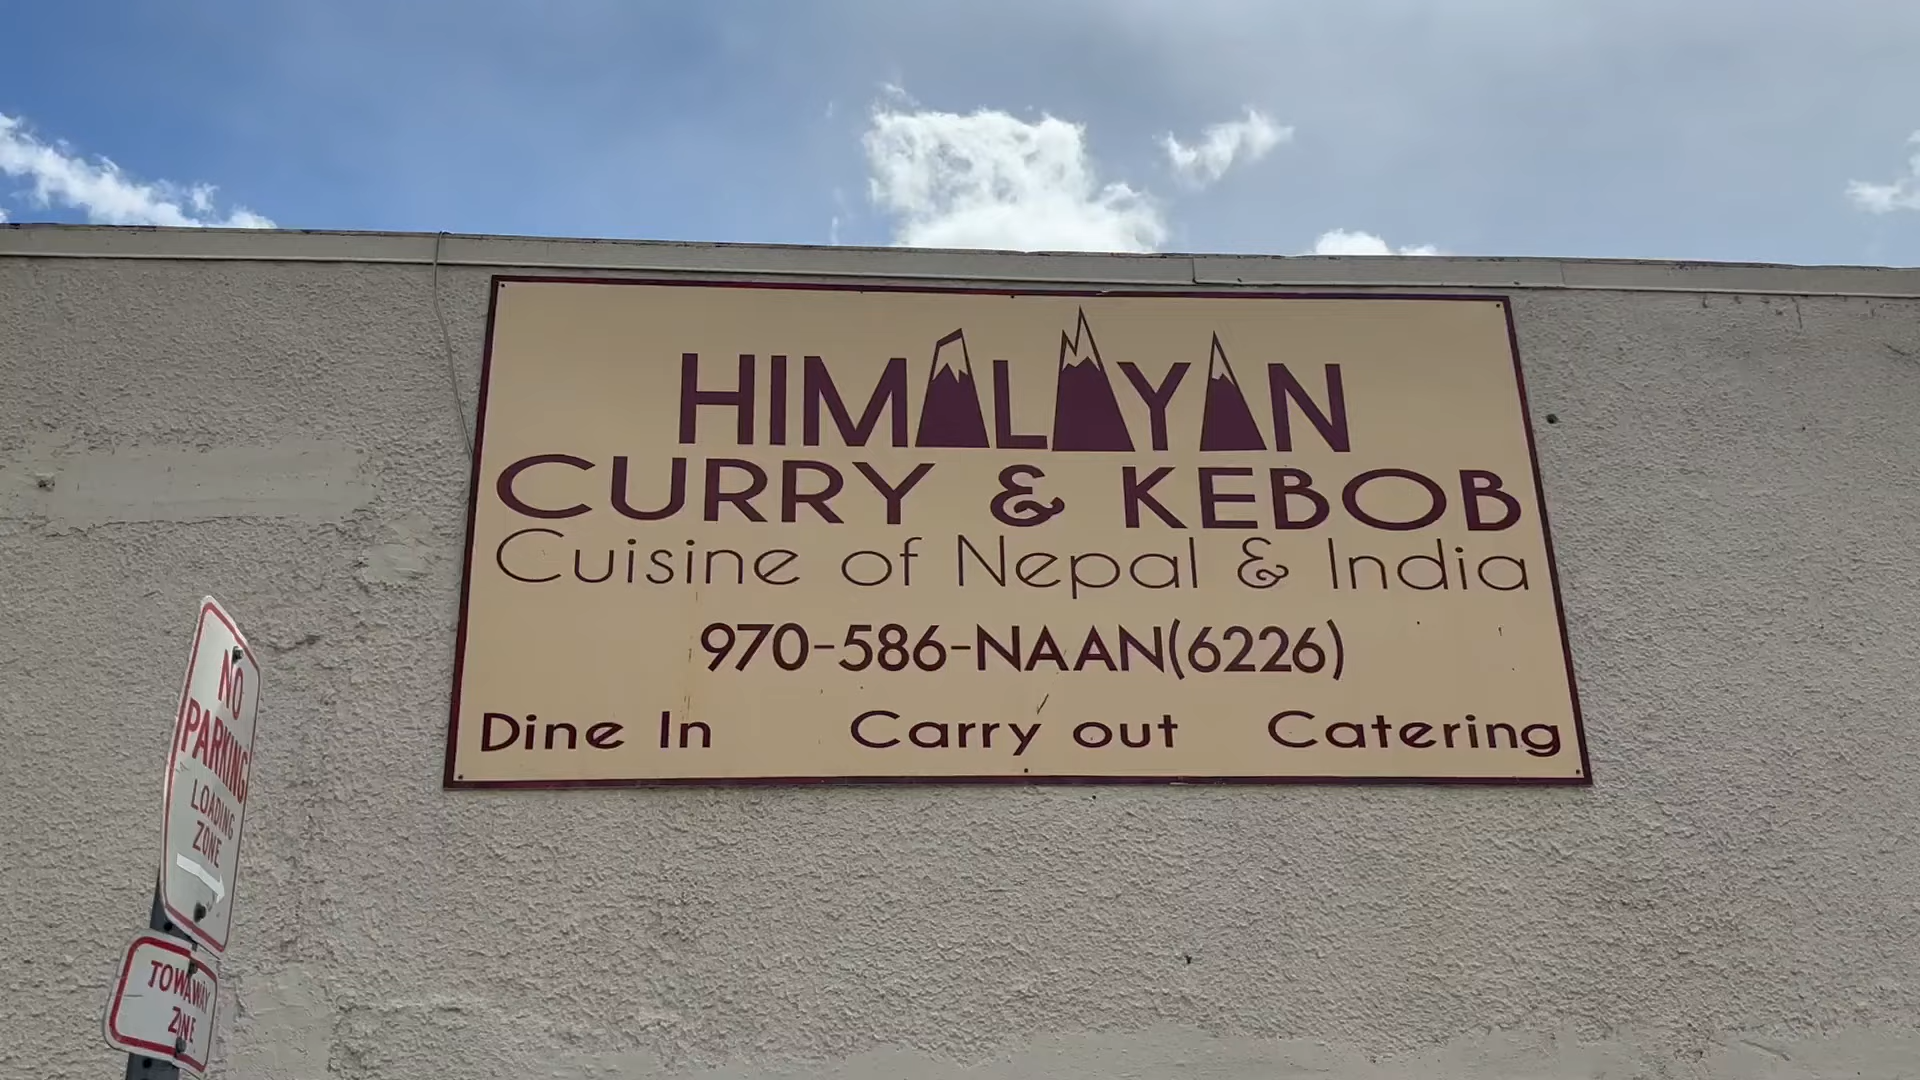 HIMALAYAN
CURRY & KEBOB
Cuisine of Nepal & India
970-586-NAAN(6226)
Dine In Carry out Catering
NO
PARKING
LOADING
ZONE
TOWAWAY
ZONE